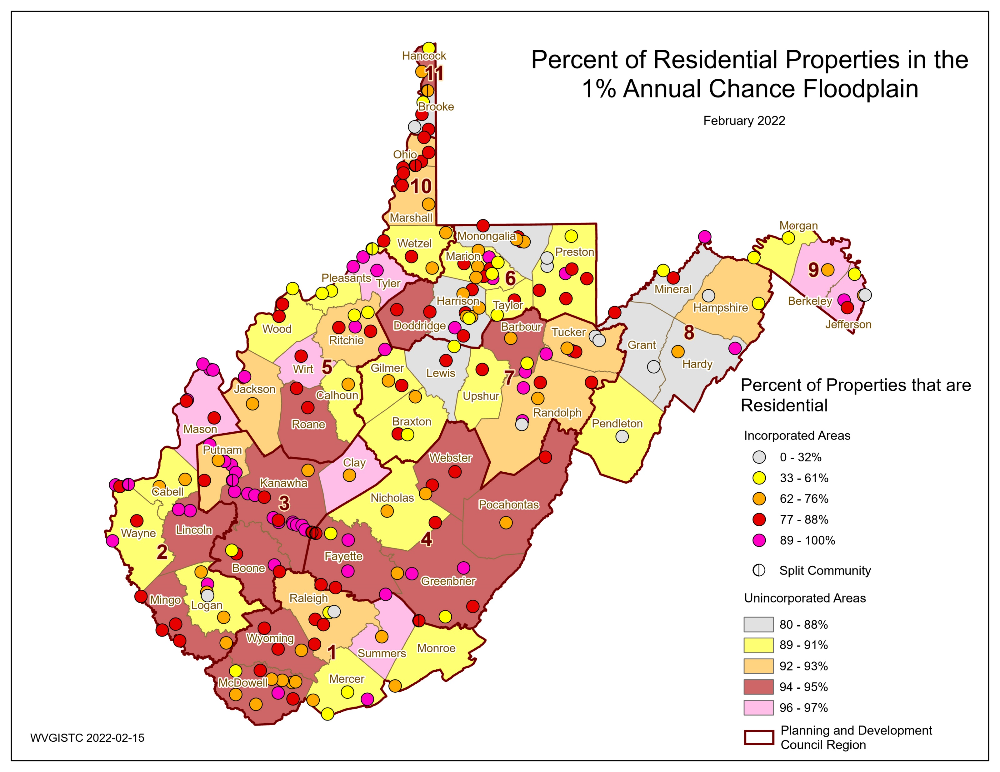 Percent of Residential Properties in the
1% Annual Chance Floodplain
February 2022
Hancock
11
Brooke
Ohio
10
Marshall
Wetzel
Monongalia
Marion
Preston
6
Morgan
9
Berkeley
Jefferson
Pleasants
Tyler
Mineral
Hampshire
Harrison
Taylor
Wood
Doddridge
Ritchie
Barbour
Tucker
8
Grant
Hardy
Wirt
5
Gilmer
Lewis
7
Jackson
Calhoun
Upshur
Roane
Braxton
Randolph
Pendleton
Mason
Putnam
Clay
Webster
Kanawha
Cabell
3
Nicholas
Pocahontas
Wayne
Lincoln
2
4
Fayette
Boone
Greenbrier
Mingo
Logan
Raleigh
Wyoming
1
Summers
Monroe
McDowell
Mercer
Percent of Properties that are
Residential
Incorporated Areas
0 - 32%
33 - 61%
62 - 76%
77 - 88%
89 - 100%
Split Community
Unincorporated Areas
80 - 88%
89 - 91%
92 - 93%
94 - 95%
96 - 97%
Planning and Development
Council Region
WVGISTC 2022-02-15